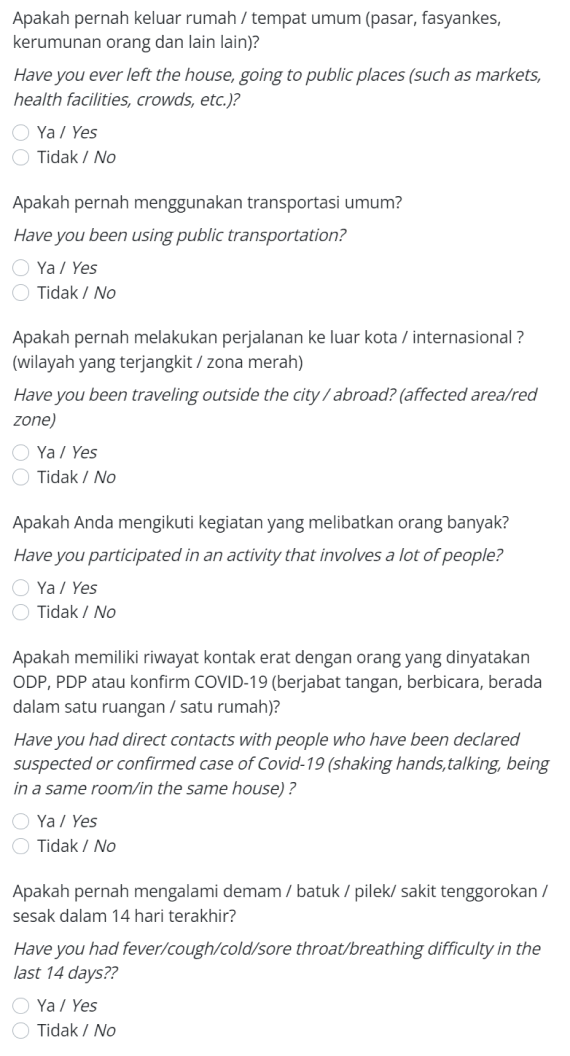 Apakah pernah keluar rumah / tempat umum (pasar, fasyankes,
kerumunan orang dan lain lain)?
Have you ever left the house, going to public places (such as markets,
health facilities, crowds, etc.)?
Ya / Yes
Tidak / No
Apakah pernah menggunakan transportasi umum?
Have you been using public transportation?
Ya / Yes
Tidak / No
Apakah pernah melakukan perjalanan ke luar kota / internasional ?
(wilayah yang terjangkit / zona merah)
Have you been traveling outside the city / abroad? (affected area/red
zone)
Ya / Yes
Tidak / No
Apakah Anda mengikuti kegiatan yang melibatkan orang banyak?
Have you participated in an activity that involves a lot of people?
Ya / Yes
Tidak / No
Apakah memiliki riwayat kontak erat dengan orang yang dinyatakan
ODP, PDP atau konfirm COVID-19 (berjabat tangan, berbicara, berada
dalam satu ruangan / satu rumah)?
Have you had direct contacts with people who have been declared
suspected or confirmed case of Covid-19 (shaking hands,talking, being
in a same room/in the same house) ?
Ya / Yes
Tidak / No
Apakah pernah mengalami demam / batuk / pilek/ sakit tenggorokan /
sesak dalam 14 hari terakhir?
Have you had fever/cough/cold/sore throat/breathing difficulty in the
last 14 days??
Ya / Yes
Tidak / No